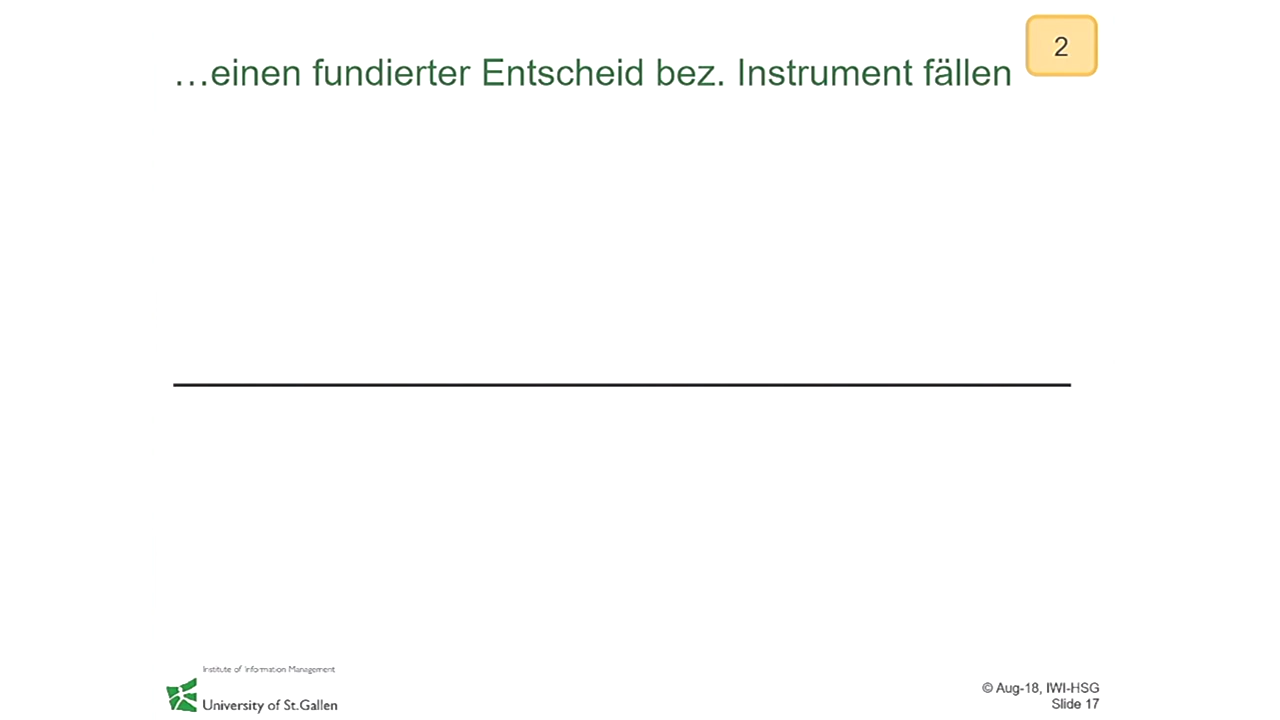 …einen fundierter Entscheid bez. Instrument fällen
2
Institute of Information Management
University of St.Gallen
© Aug-18, IWI-HSG
Slide 17